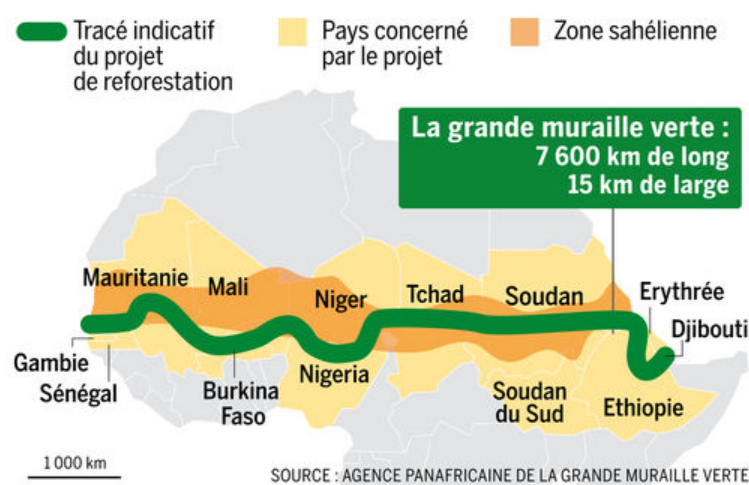 Tracé indicatif
du projet
de reforestation
Pays concerné
par le projet
Zone sahélienne
La grande muraille verte :
7 600 km de long
15 km de large
Mauritanie
Mali
Niger
Tchad
Soudan
Erythrée
Djibouti
Gambie
Sénégal
Burkina
Faso
Nigeria
Soudan
du Sud
Ethiopie
1 000 km
SOURCE : AGENCE PANAFRICAINE DE LA GRANDE MURAILLE VERTE